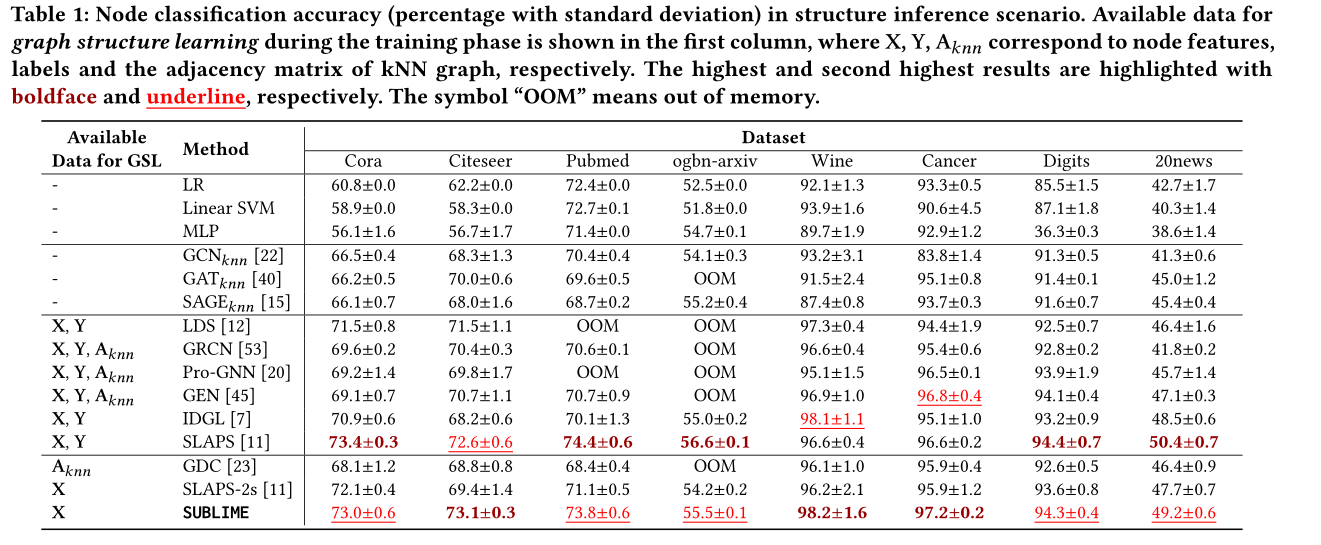 Table 1: Node classification accuracy (percentage with standard deviation) in structure inference scenario. Available data for
graph structure learning during the training phase is shown in the first column, where X, Y, Aknn correspond to node features,
labels and the adjacency matrix of kNN graph, respectively. The highest and second highest results are highlighted with
boldface and underline, respectively. The symbol “OOM” means out of memory.
Available Data for GSL Method Dataset
Cora Citeseer Pubmed ogbn-arxiv Wine Cancer Digits 20news
- LR 60.8±0.0 62.2±0.0 72.4±0.0 52.5±0.0 92.1±1.3 93.3±0.5 85.5±1.5 42.7±1.7
- Linear SVM 58.9±0.0 58.3±0.0 72.7±0.1 51.8±0.0 93.9±1.6 90.6±4.5 87.1±1.8 40.3±1.4
- MLP 56.1±1.6 56.7±1.7 71.4±0.0 54.7±0.1 89.7±1.9 92.9±1.2 36.3±0.3 38.6±1.4
- GCNknn [22] 66.5±0.4 68.3±1.3 70.4±0.4 54.1±0.3 93.2±3.1 83.8±1.4 91.3±0.5 41.3±0.6
- GATknn [40] 66.2±0.5 70.0±0.6 69.6±0.5 OOM 91.5±2.4 95.1±0.8 91.4±0.1 45.0±1.2
- SAGEknn [15] 66.1±0.7 68.0±1.6 68.7±0.2 55.2±0.4 87.4±0.8 93.7±0.3 91.6±0.7 45.4±0.4
X, Y LDS [12] 71.5±0.8 71.5±1.1 OOM OOM 97.3±0.4 94.4±1.9 92.5±0.7 46.4±1.6
X, Y, Aknn GRCN [53] 69.6±0.2 70.4±0.3 70.6±0.1 OOM 96.6±0.4 95.4±0.6 92.8±0.2 41.8±0.2
X, Y, Aknn Pro-GNN [20] 69.2±1.4 69.8±1.7 OOM OOM 95.1±1.5 96.5±0.1 93.9±1.9 45.7±1.4
X, Y, Aknn GEN [45] 69.1±0.7 70.7±1.1 70.7±0.9 OOM 96.9±1.0 96.8±0.4 94.1±0.4 47.1±0.3
X, Y IDGL [7] 70.9±0.6 68.2±0.6 70.1±1.3 55.0±0.2 98.1±1.1 95.1±1.0 93.2±0.9 48.5±0.6
X, Y SLAPS [11] 73.4±0.3 72.6±0.6 74.4±0.6 56.6±0.1 96.6±0.4 96.6±0.2 94.4±0.7 50.4±0.7
Aknn GDC [23] 68.1±1.2 68.8±0.8 68.4±0.4 OOM 96.1±1.0 95.9±0.4 92.6±0.5 46.4±0.9
X SLAPS-2s [11] 72.1±0.4 69.4±1.4 71.1±0.5 54.2±0.2 96.2±2.1 95.9±1.2 93.6±0.8 47.7±0.7
X SUBLIME 73.0±0.6 73.1±0.3 73.8±0.6 55.5±0.1 98.2±1.6 97.2±0.2 94.3±0.4 49.2±0.6